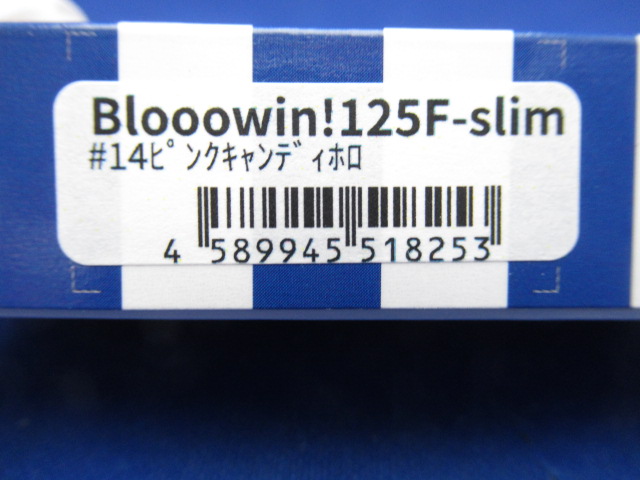 Blooowin!125F-slim
#14ﾋﾟﾝｸｷｬﾝﾃﾞｨﾎﾛ
4 589945 518253